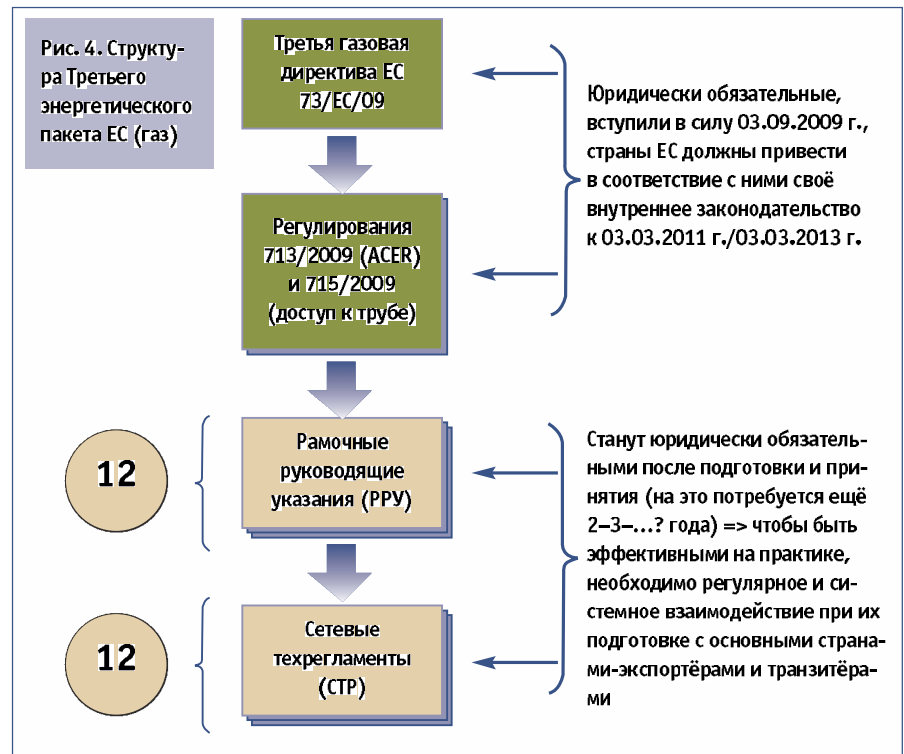 Рис. 4. Структу-
ра Третьего
энергетического
пакета ЕС (газ)
Третья газовая
директива ЕС
73/ЕС/09
Юридически обязательные,
вступили в силу 03.09.2009 г.,
страны ЕС должны привести
в соответствие с ними своё
внутреннее законодательство
к 03.03.2011 г./03.03.2013 г.
Регулирования
713/2009 (ACER)
и 715/2009
(доступ к трубе)
12
Рамочные
руководящие
указания (РРУ)
Станут юридически обязатель-
ными после подготовки и при-
нятия (на это потребуется ещё
2–3–...? года) => чтобы быть
эффективными на практике,
необходимо регулярное и си-
стемное взаимодействие при их
подготовке с основными страна-
ми-экспортёрами и транзитёра-
ми
12
Сетевые
техрегламенты
(СТР)